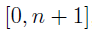 [0, n + 1]